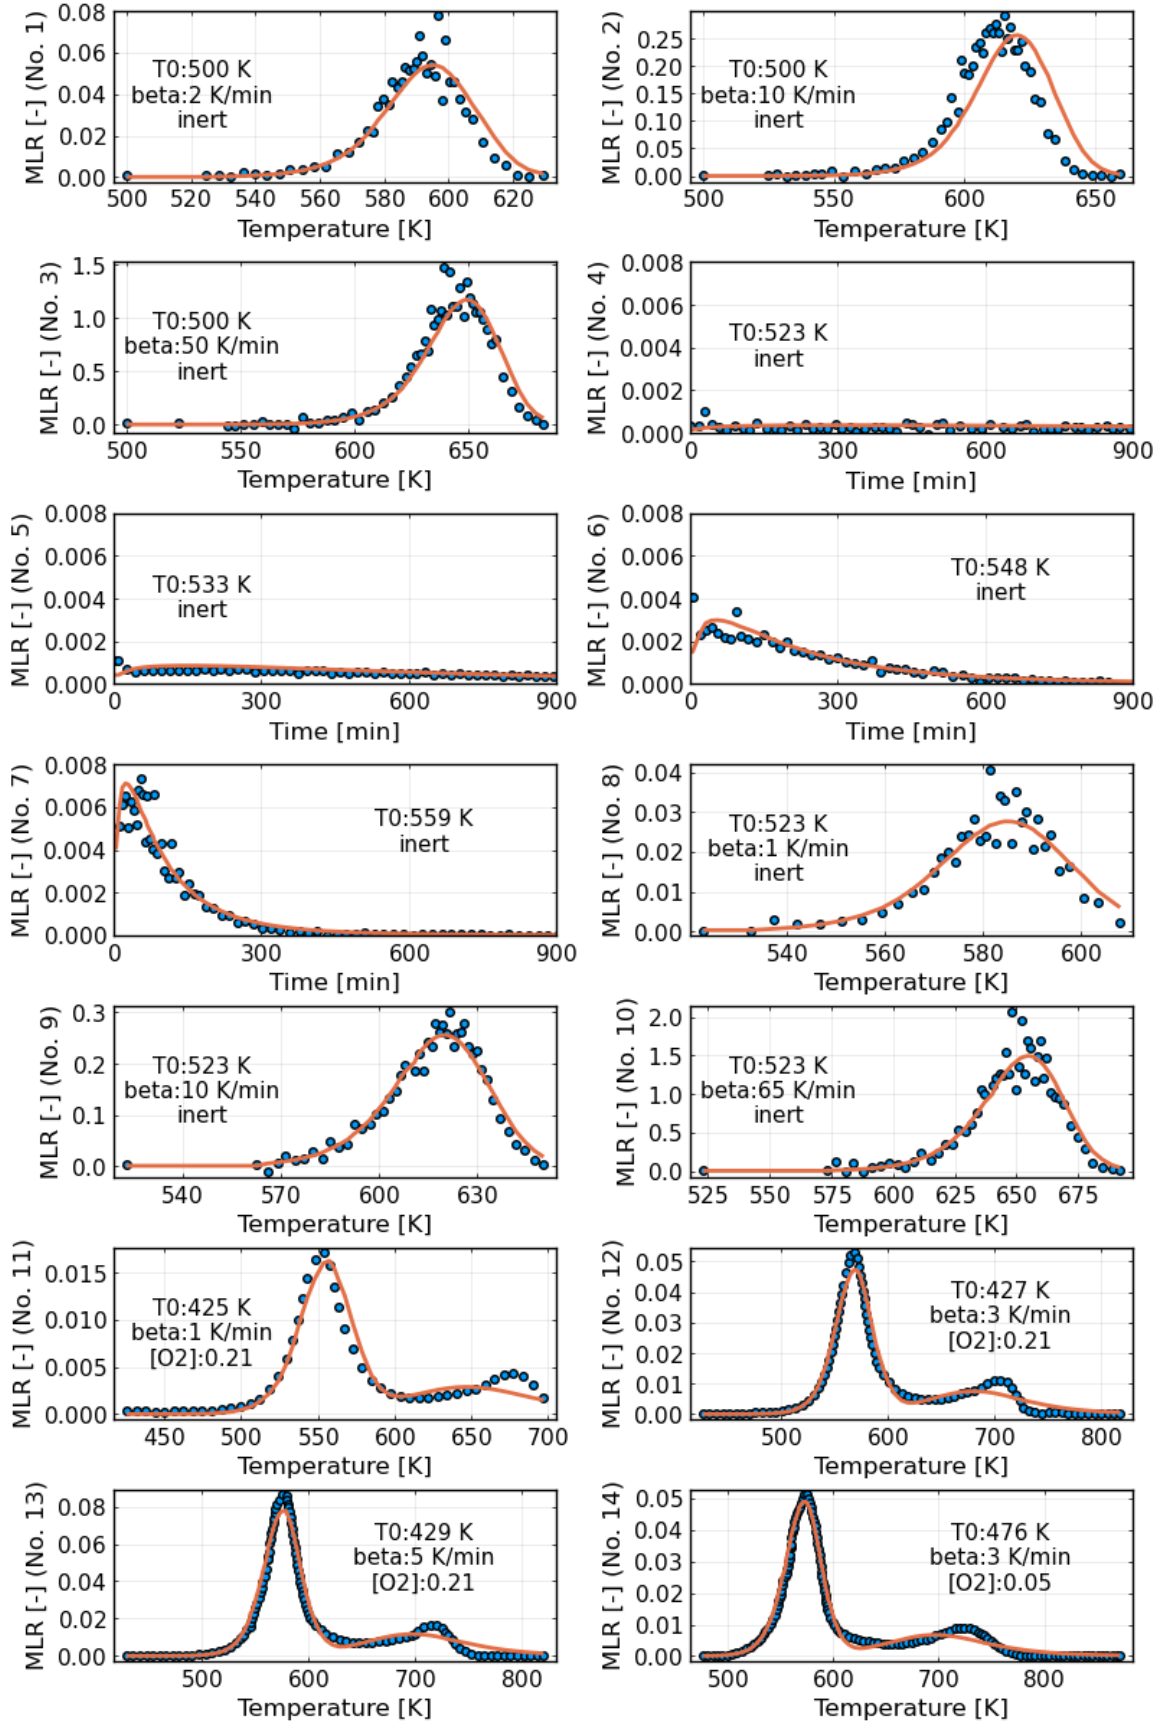 MLR [-] (No. 1)
0.08
0.06
0.04
0.02
0.00
T0:500 K
beta:2 K/min
inert
500 520 540 560 580 600 620
Temperature [K]
MLR [-] (No. 2)
0.25
0.20
0.15
0.10
0.05
0.00
T0:500 K
beta:10 K/min
inert
500 550 600 650
Temperature [K]
MLR [-] (No. 3)
1.5
1.0
0.5
0.0
T0:500 K
beta:50 K/min
inert
500 550 600 650
Temperature [K]
MLR [-] (No. 4)
0.008
0.006
0.004
0.002
0.000
T0:523 K
inert
0 300 600 900
Time [min]
MLR [-] (No. 5)
0.008
0.006
0.004
0.002
0.000
T0:533 K
inert
0 300 600 900
Time [min]
MLR [-] (No. 6)
0.008
0.006
0.004
0.002
0.000
T0:548 K
inert
0 300 600 900
Time [min]
MLR [-] (No. 7)
0.008
0.006
0.004
0.002
0.000
T0:559 K
inert
0 300 600 900
Time [min]
MLR [-] (No. 8)
0.04
0.03
0.02
0.01
0.00
T0:523 K
beta:1 K/min
inert
540 560 580 600
Temperature [K]
MLR [-] (No. 9)
0.3
0.2
0.1
0.0
T0:523 K
beta:10 K/min
inert
540 570 600 630
Temperature [K]
MLR [-] (No. 10)
2.0
1.5
1.0
0.5
0.0
T0:523 K
beta:65 K/min
inert
525 550 575 600 625 650 675
Temperature [K]
MLR [-] (No. 11)
0.015
0.010
0.005
0.000
T0:425 K
beta:1 K/min
[O2]:0.21
450 500 550 600 650 700
Temperature [K]
MLR [-] (No. 12)
0.05
0.04
0.03
0.02
0.01
0.00
T0:427 K
beta:3 K/min
[O2]:0.21
500 600 700 800
Temperature [K]
MLR [-] (No. 13)
0.08
0.06
0.04
0.02
0.00
T0:429 K
beta:5 K/min
[O2]:0.21
500 600 700 800
Temperature [K]
MLR [-] (No. 14)
0.05
0.04
0.03
0.02
0.01
0.00
T0:476 K
beta:3 K/min
[O2]:0.05
500 600 700 800
Temperature [K]